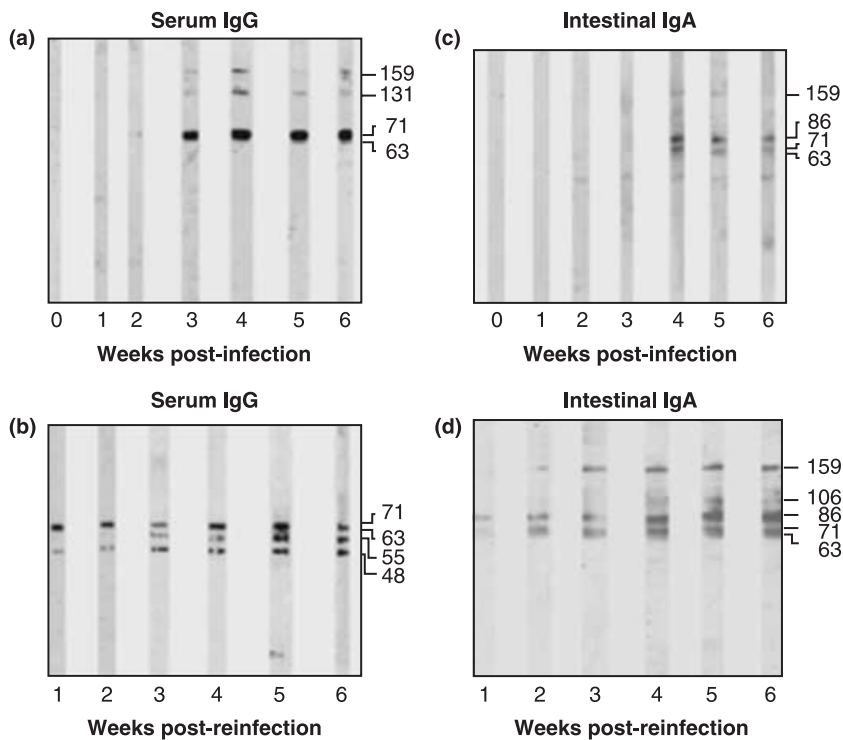 (a)
Serum IgG
159
131
71
63
0 1 2 3 4 5 6
Weeks post-infection
(c)
Intestinal IgA
159
86
71
63
0 1 2 3 4 5 6
Weeks post-infection
(b)
Serum IgG
71
63
55
48
1 2 3 4 5 6
Weeks post-reinfection
(d)
Intestinal IgA
159
106
86
71
63
1 2 3 4 5 6
Weeks post-reinfection